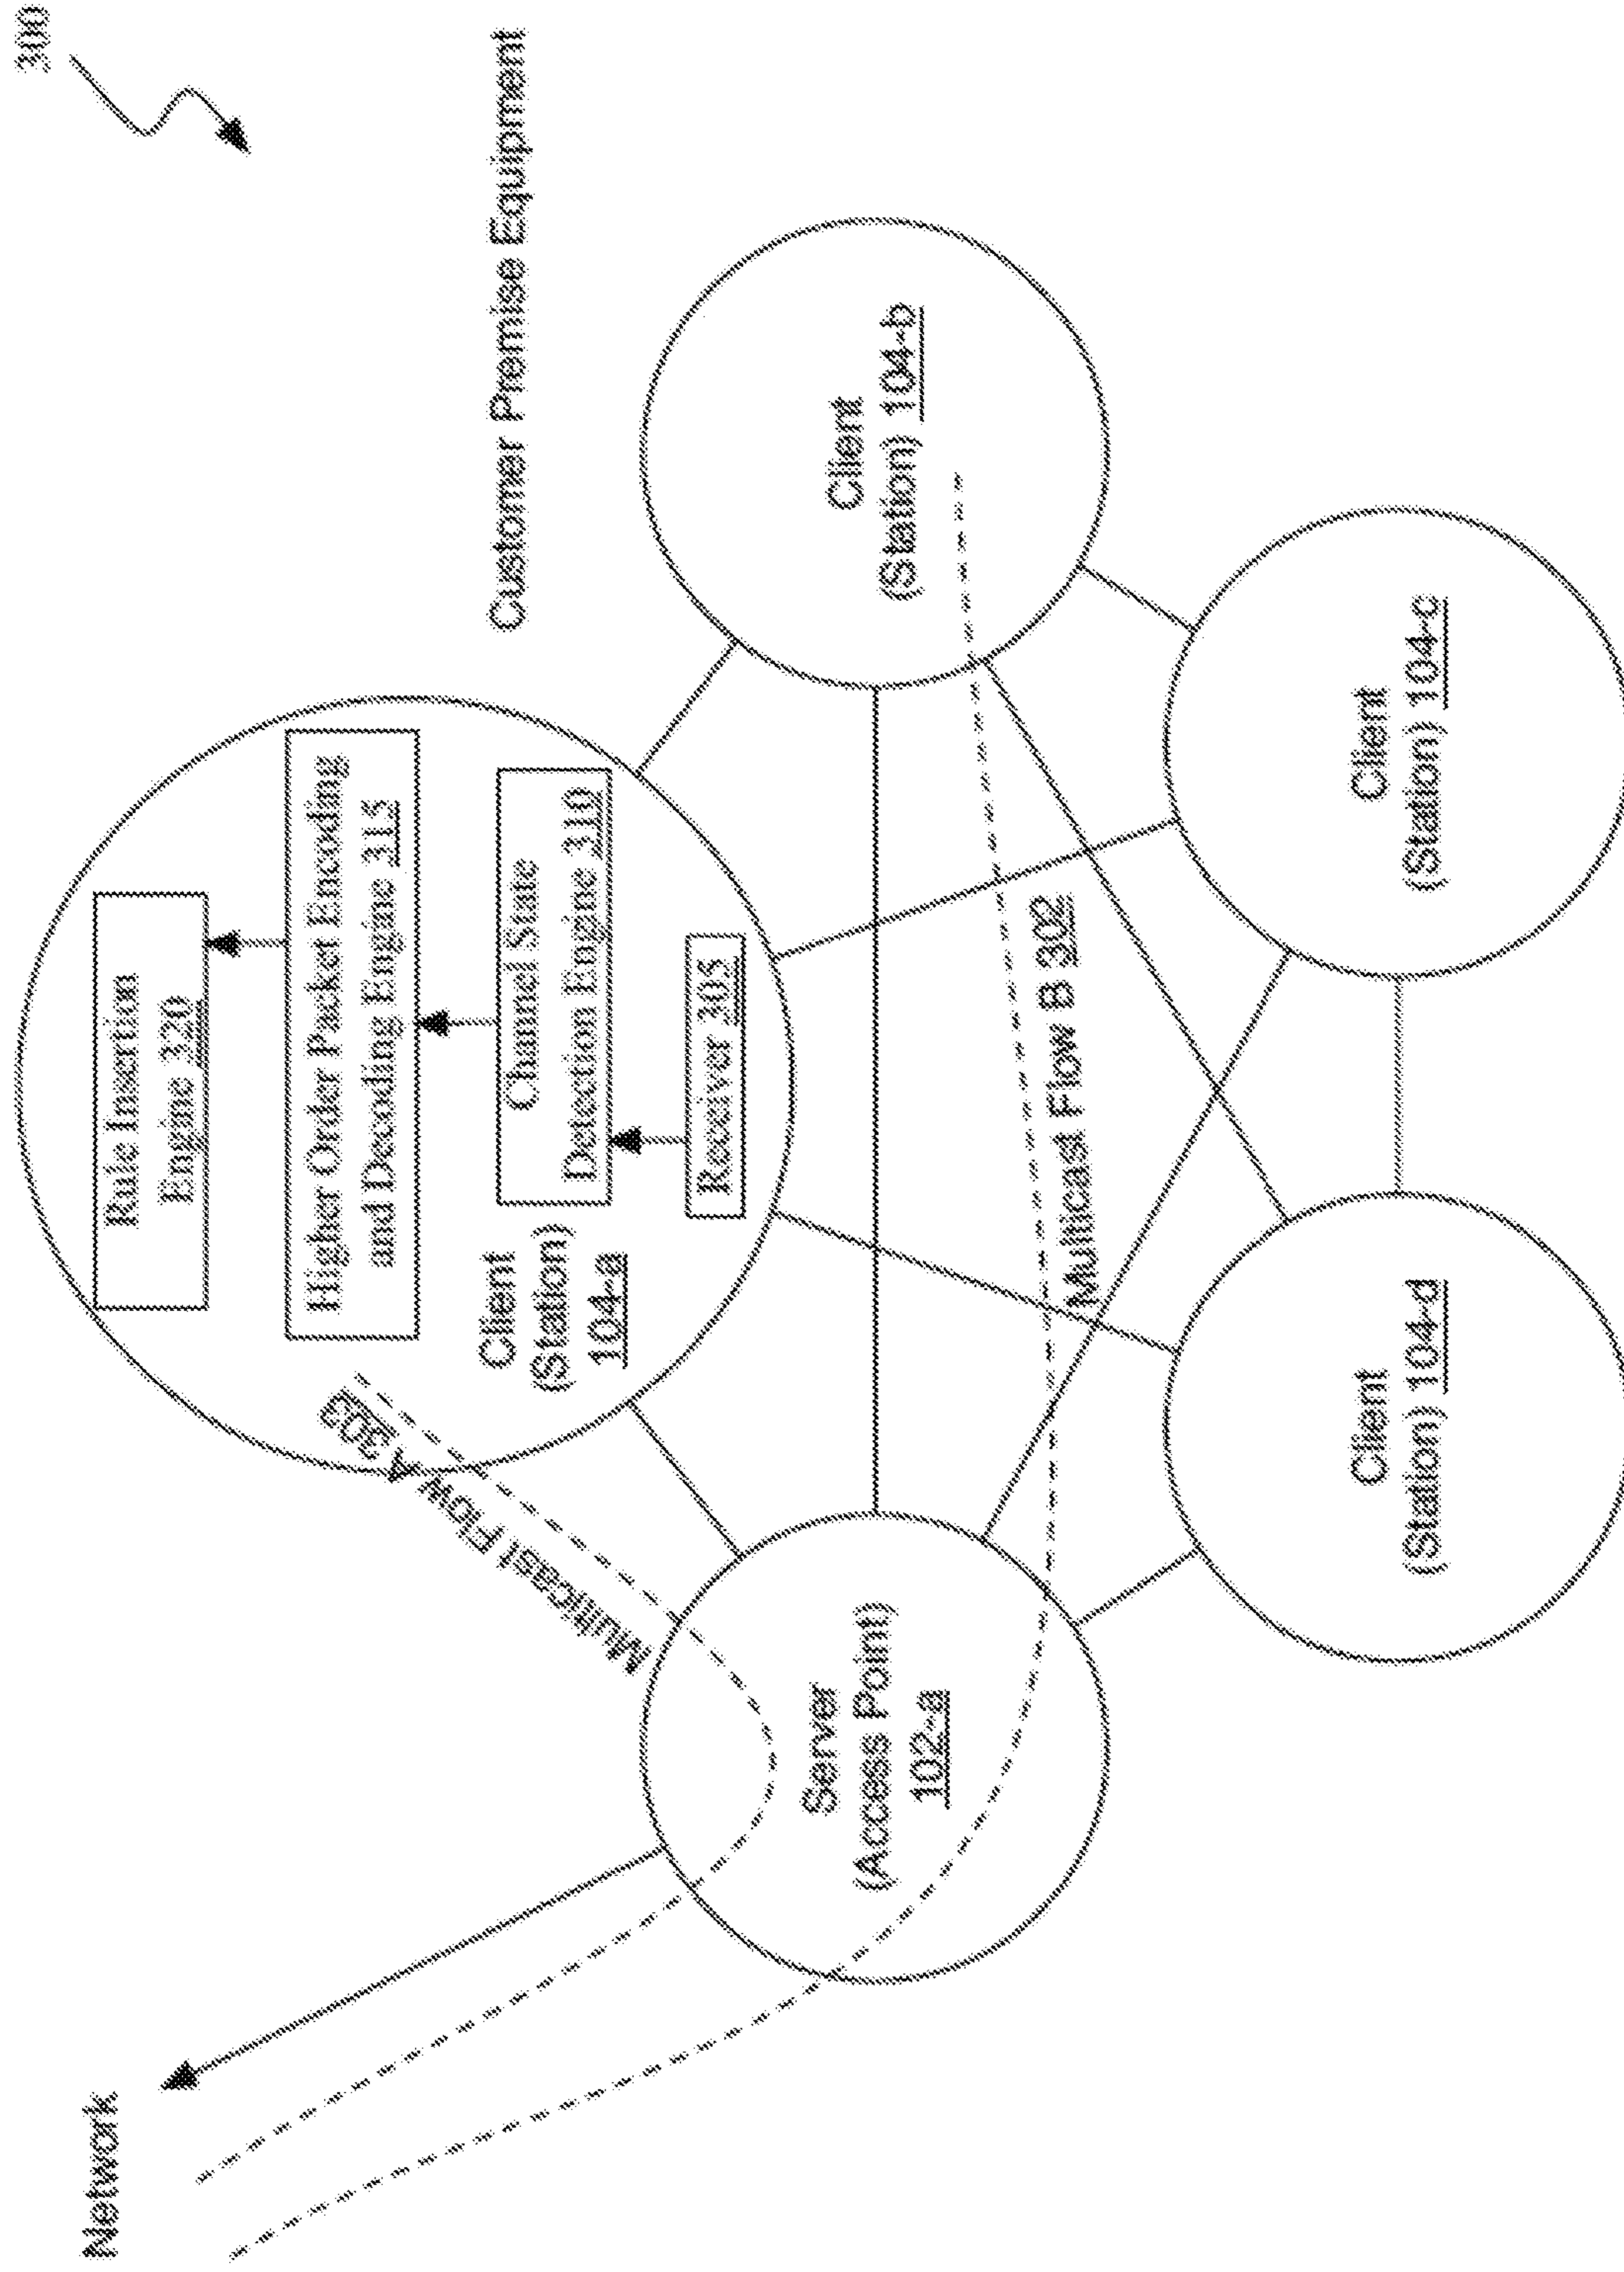 300
Network
Customer Premise Equipment
Rule Insertion
Engine 320
Higher Order Packet Encoding
and Decoding Engine 315
Channel State
Detection Engine 310
Receiver 305
Client
(Station)
104-a
Multicast Flow A 303
Server
(Access Point)
102-a
Client
(Station) 104-b
Multicast Flow B 302
Client
(Station) 104-d
Client
(Station) 104-c